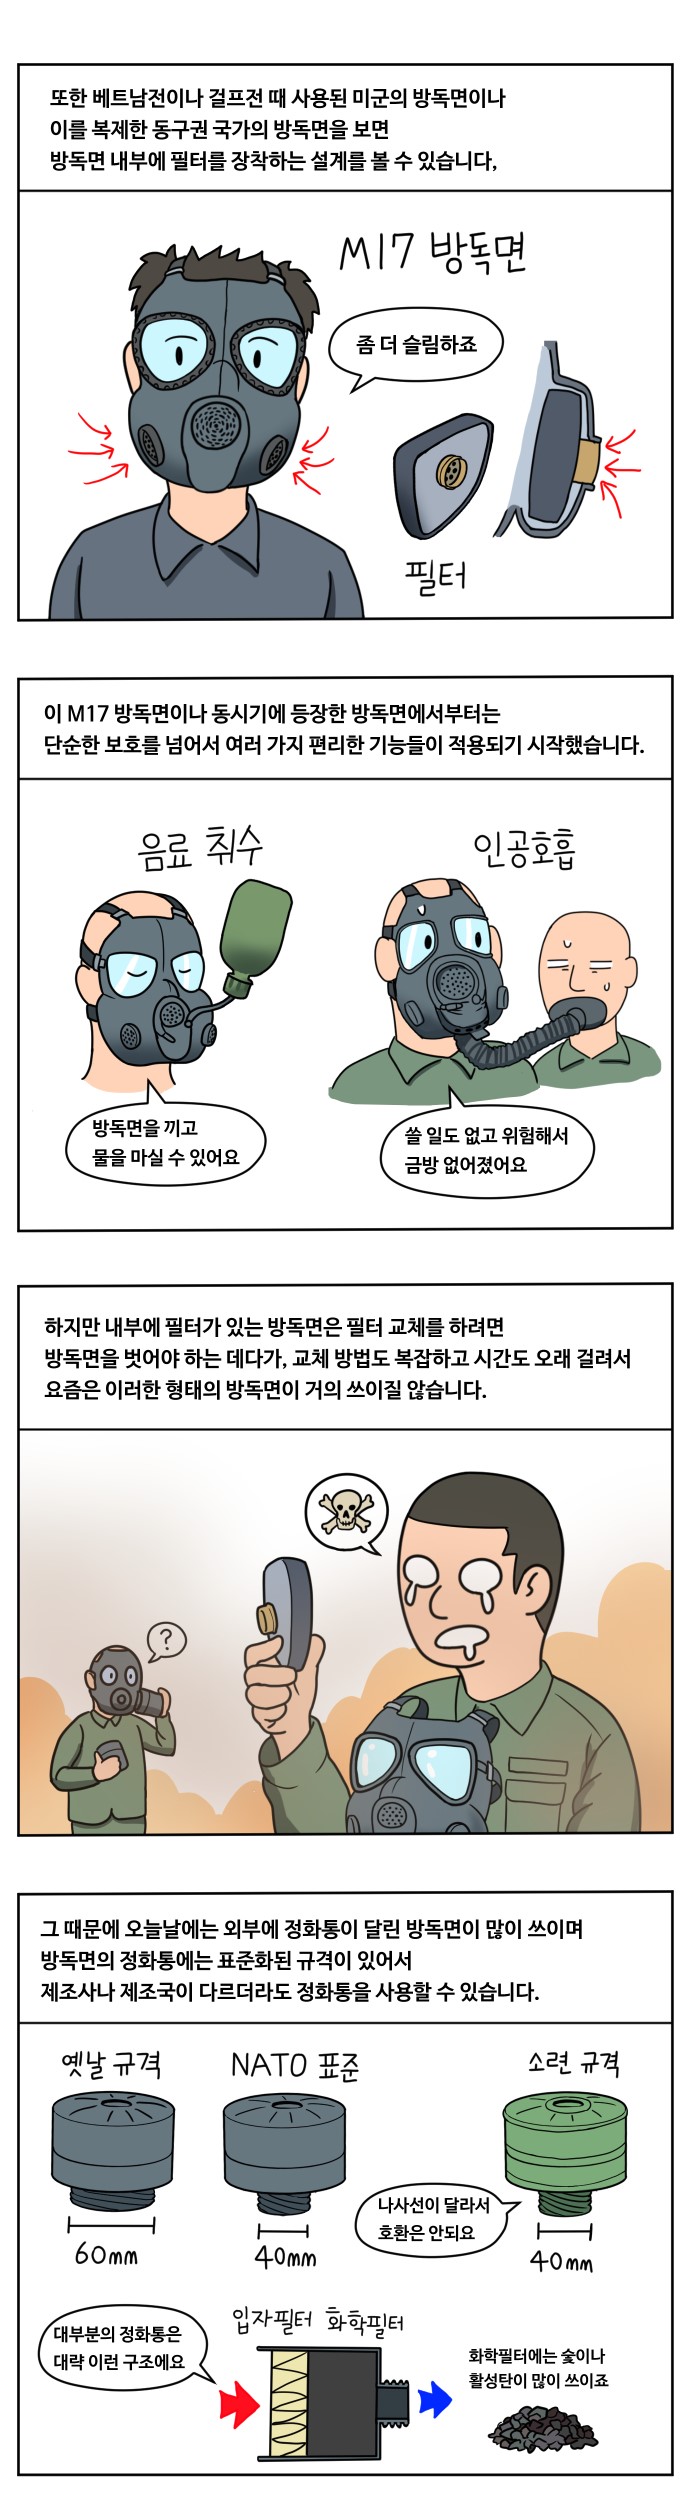 또한 베트남전이나 걸프전 때 사용된 미군의 방독면이나
이를 복제한 동구권 국가의 방독면을 보면
방독면 내부에 필터를 장착하는 설계를 볼 수 있습니다,
M17 방독면
좀 더 슬림하죠
필터
이 M17 방독면이나 동시기에 등장한 방독면에서부터는
단순한 보호를 넘어서 여러 가지 편리한 기능들이 적용되기 시작했습니다.
음료 취수
인공호흡
방독면을 끼고
물을 마실 수 있어요
쓸 일도 없고 위험해서
금방 없어졌어요
하지만 내부에 필터가 있는 방독면은 필터 교체를 하려면
방독면을 벗어야 하는 데다가, 교체 방법도 복잡하고 시간도 오래 걸려서
요즘은 이러한 형태의 방독면이 거의 쓰이질 않습니다.
?
그 때문에 오늘날에는 외부에 정화통이 달린 방독면이 많이 쓰이며
방독면의 정화통에는 표준화된 규격이 있어서
제조사나 제조국이 다르더라도 정화통을 사용할 수 있습니다.
옛날 규격
NATO 표준
소련 규격
나사선이 달라서
호환은 안되요
60mm
40mm
40mm
대부분의 정화통은
대략 이런 구조에요
입자필터 화학필터
화학필터에는 숯이나
활성탄이 많이 쓰이죠